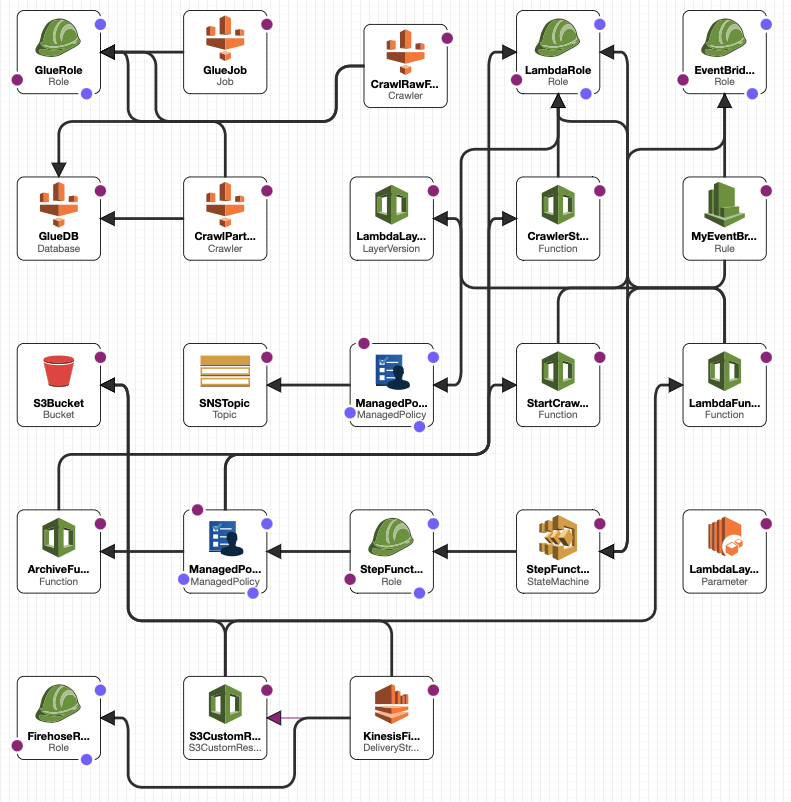 GlueRole
Role
GlueJob
Job
CrawlRawF...
Crawler
LambdaRole
Role
EventBrid...
Role
GlueDB
Database
CrawlPart...
Crawler
LambdaLay...
LayerVersion
CrawlerSt...
Function
MyEventBr...
Rule
S3Bucket
Bucket
SNSTopic
Topic
ManagedPo...
ManagedPolicy
StartCraw...
Function
LambdaFun...
Function
ArchiveFu...
Function
ManagedPo...
ManagedPolicy
StepFunct...
Role
StepFunct...
StateMachine
LambdaLay...
Parameter
FirehoseR...
Role
S3CustomR...
S3CustomRes...
KinesisFi...
DeliveryStr...